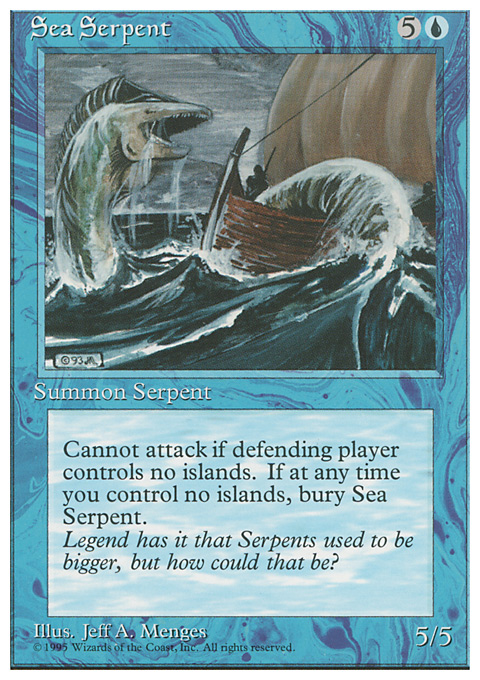 Sea Serpent 5
©93JAM
Summon Serpent
Cannot attack if defending player
controls no islands. If at any time
you control no islands, bury Sea
Serpent.
Legend has it that Serpents used to be
bigger, but how could that be?
Illus. Jeff A. Menges
© 1995 Wizards of the Coast, Inc. All rights reserved.
5/5